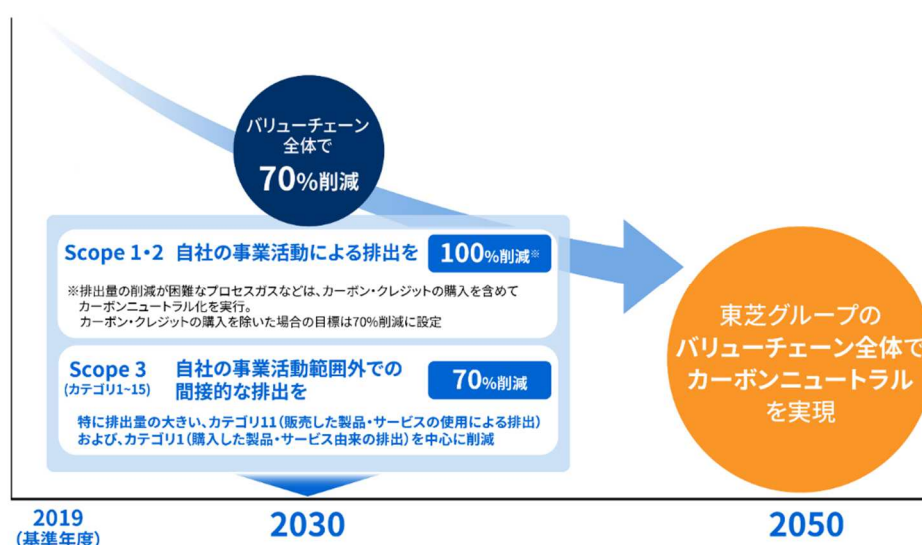 バリューチェーン
全体で
70%削減
Scope 1・2 自社の事業活動による排出を 100%削減※
※排出量の削減が困難なプロセスガスなどは、カーボン・クレジットの購入を含めて
カーボンニュートラル化を実行。
カーボン・クレジットの購入を除いた場合の目標は70%削減に設定
Scope 3
(カテゴリ1~15)
自社の事業活動範囲外での
間接的な排出を
70%削減
特に排出量の大きい、カテゴリ11(販売した製品・サービスの使用による排出)
および、カテゴリ1(購入した製品・サービス由来の排出)を中心に削減
東芝グループの
バリューチェーン全体で
カーボンニュートラル
を実現
2019
(基準年度)
2030
2050